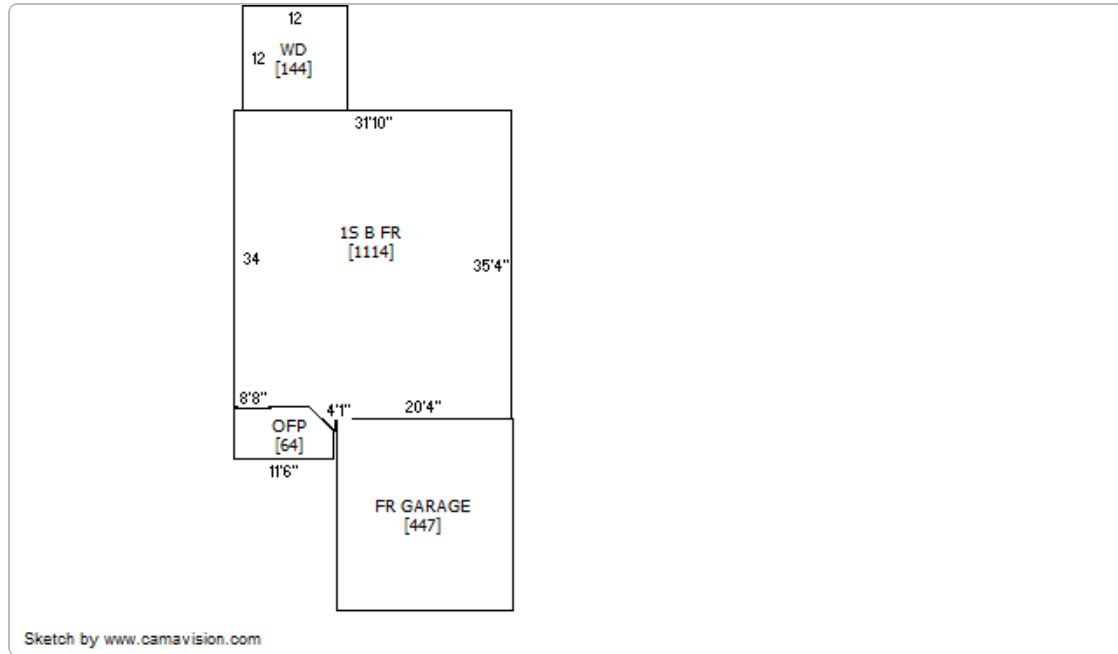 12
12
WD
[144]
31'10"
1S B FR
[1114]
34
35'4"
8'8"
4'1"
20'4"
OFP
[64]
11'6"
FR GARAGE
[447]
Sketch by www.camavision.com